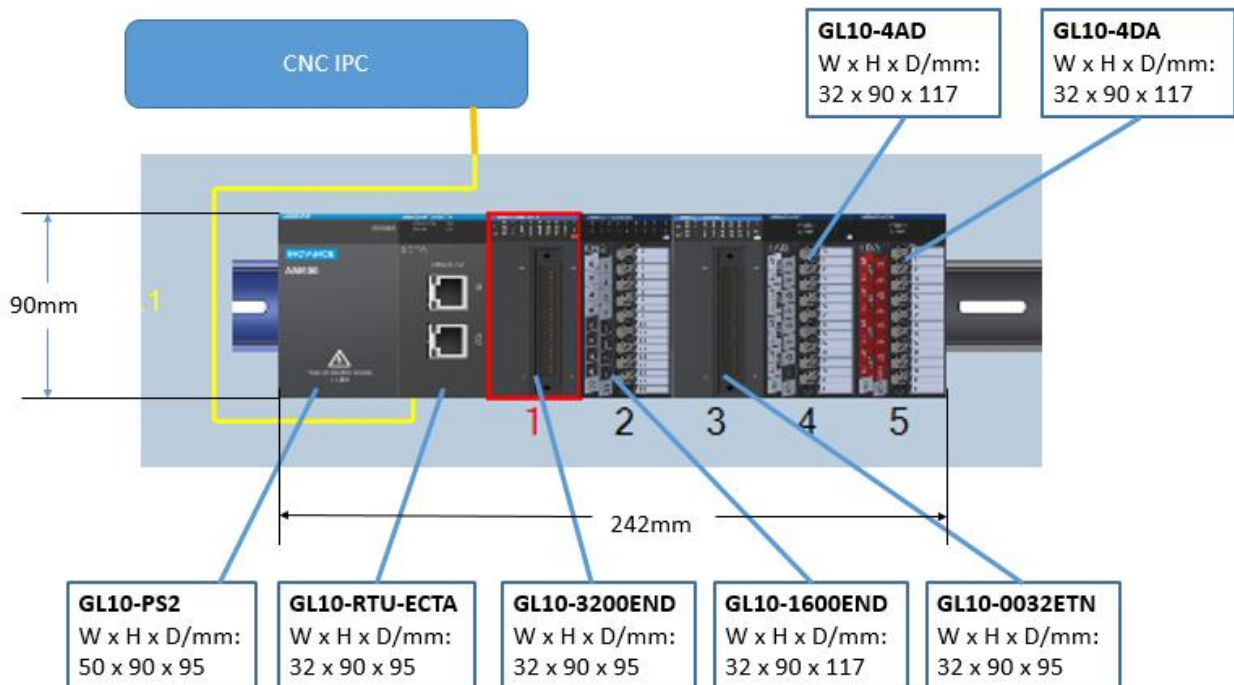 CNC IPC
GL10-4AD
W x H x D/mm:
32 x 90 x 117
GL10-4DA
W x H x D/mm:
32 x 90 x 117
90mm
.1
INOVANCE
ECTA
1
2
3
4
5
242mm
GL10-PS2
W x H x D/mm:
50 x 90 x 95
GL10-RTU-ECTA
W x H x D/mm:
32 x 90 x 95
GL10-3200END
W x H x D/mm:
32 x 90 x 95
GL10-1600END
W x H x D/mm:
32 x 90 x 117
GL10-0032ETN
W x H x D/mm:
32 x 90 x 95